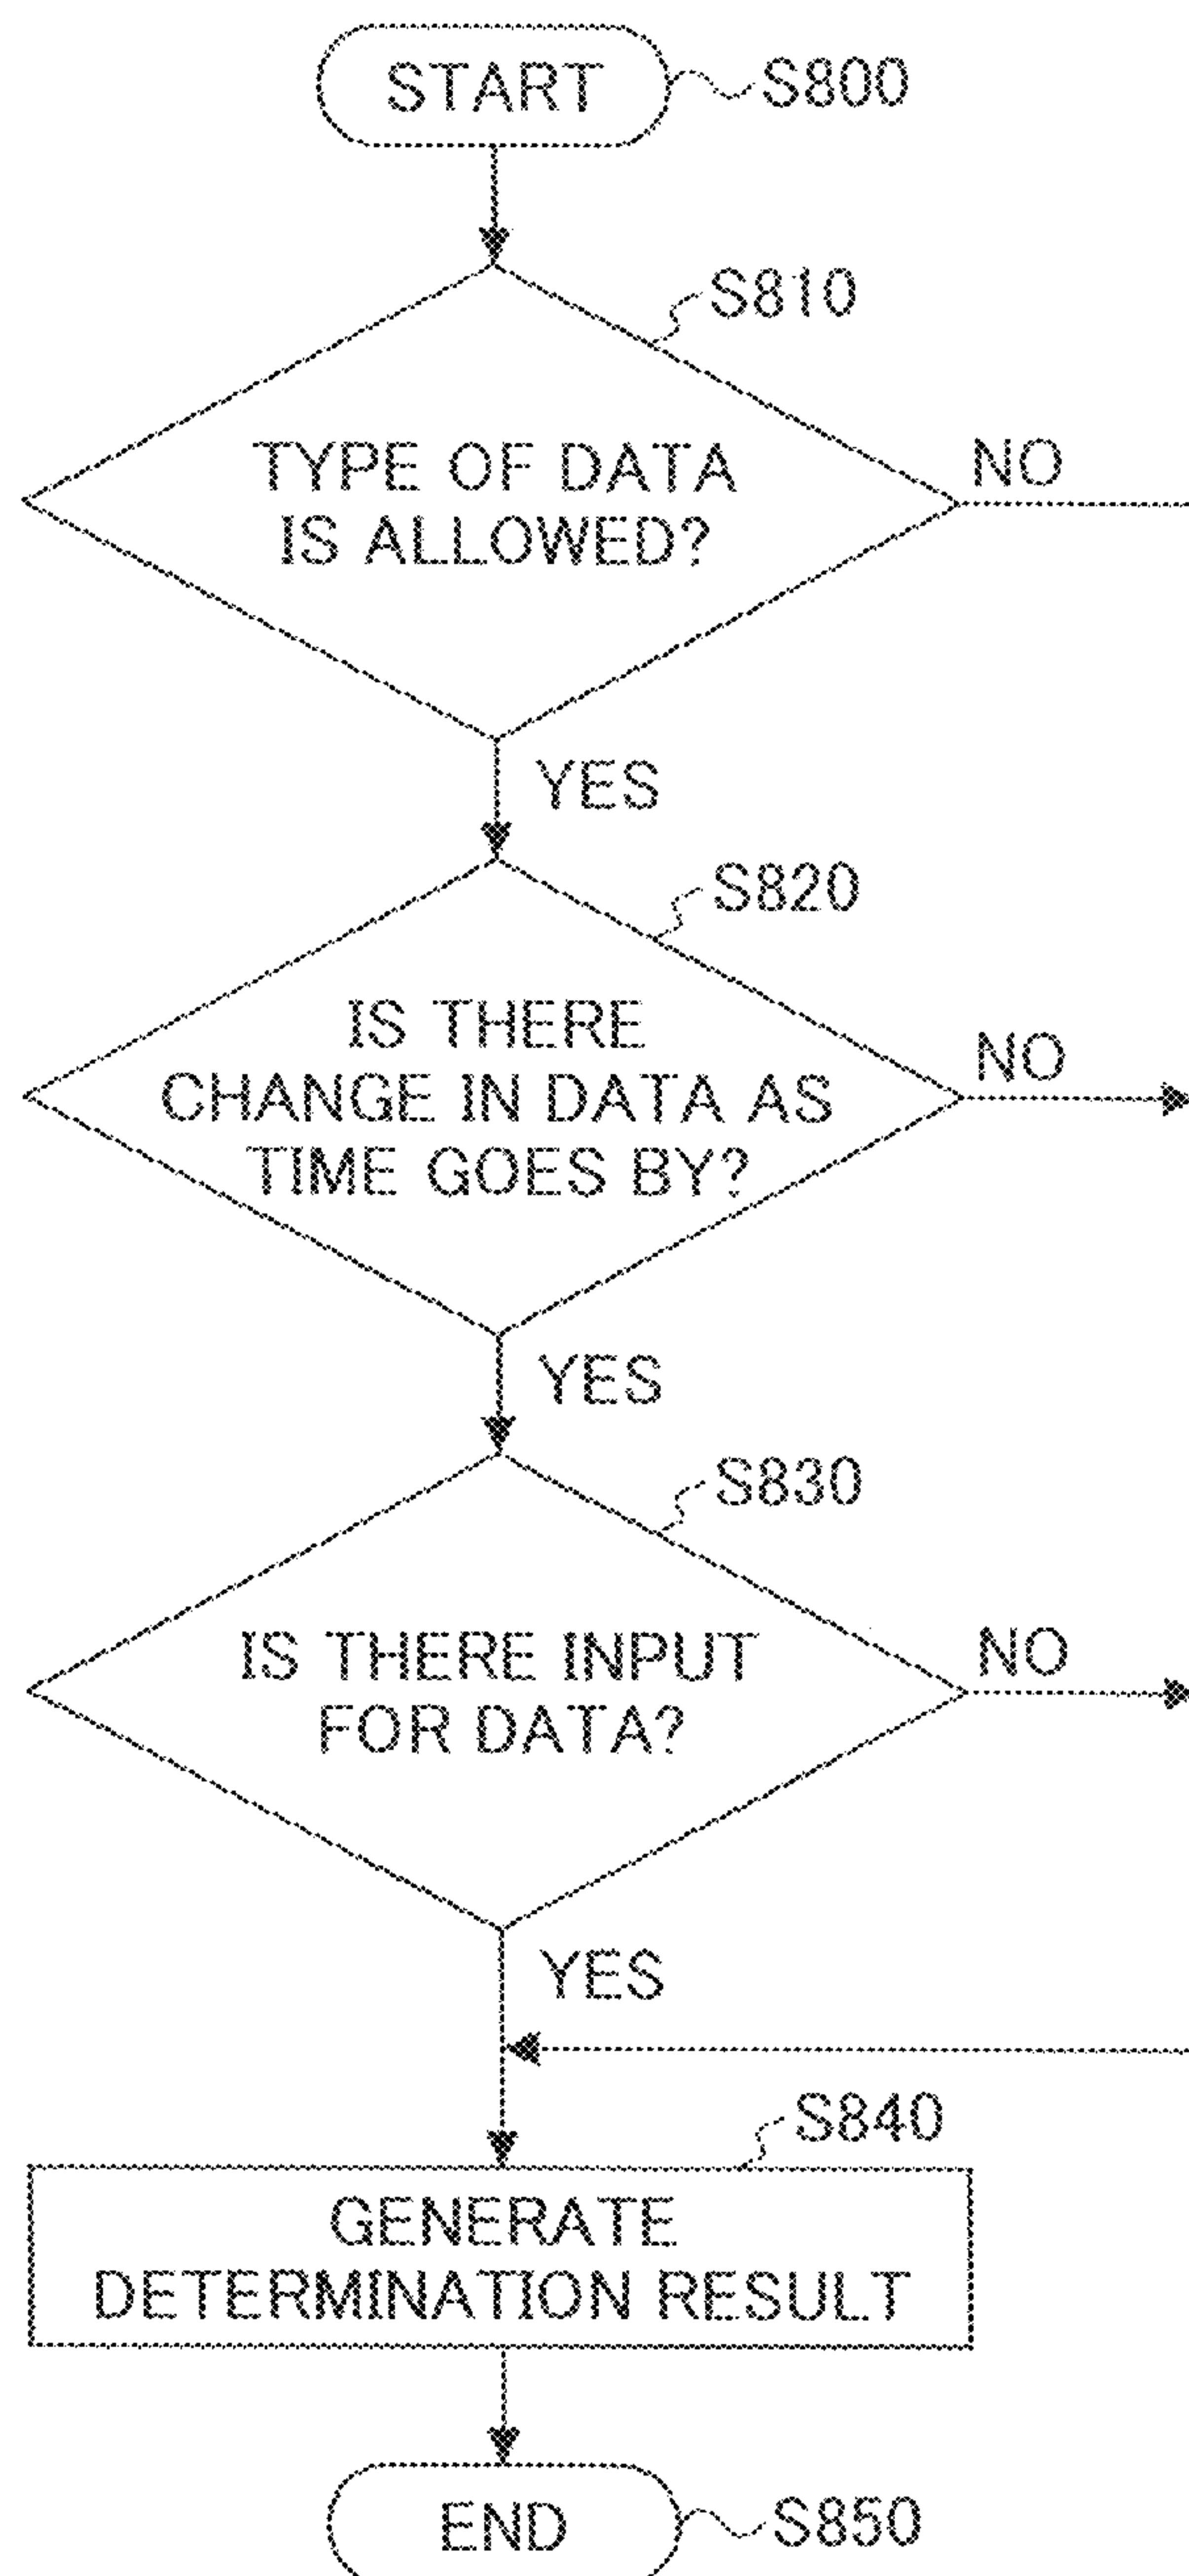 START
S800
S810
TYPE OF DATA
IS ALLOWED?
NO
YES
S820
IS THERE
CHANGE IN DATA AS
TIME GOES BY?
NO
YES
S830
IS THERE INPUT
FOR DATA?
NO
YES
S840
GENERATE
DETERMINATION RESULT
END
S850